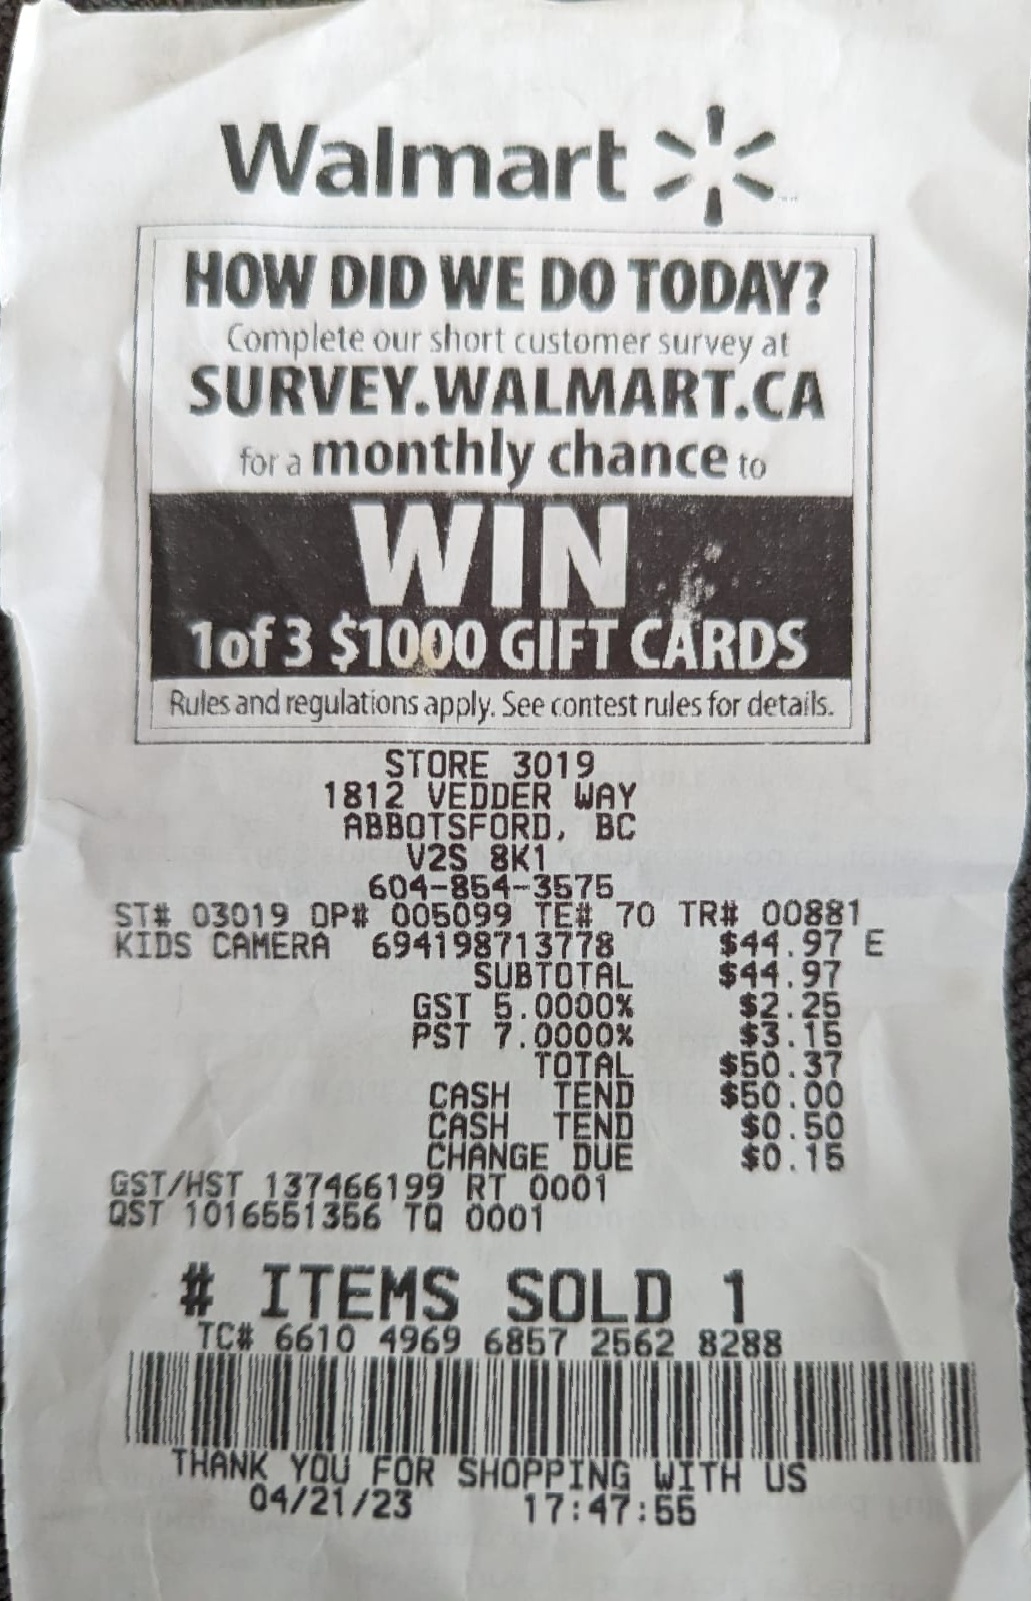 Walmart
HOW DID WE DO TODAY?
Complete our short customer survey at
SURVEY.WALMART.CA
for a monthly chance to
WIN
1 of 3 $1000 GIFT CARDS
Rules and regulations apply. See contest rules for details.
STORE 3019
1812 VEDDER WAY
ABBOTSFORD, BC
V2S 8K1
604-854-3575
ST# 03019 OP# 005099 TE# 70 TR# 00881
KIDS CAMERA 694198713778 $44.97 E
SUBTOTAL $44.97
GST 5.0000% $2.25
PST 7.0000% $3.15
TOTAL $50.37
CASH TEND $50.00
CASH TEND $0.50
CHANGE DUE $0.15
GST/HST 137466199 RT 0001
QST 1016551356 TQ 0001
# ITEMS SOLD 1
TC# 6610 4969 6857 2562 8288
THANK YOU FOR SHOPPING WITH US
04/21/23 17:47:55